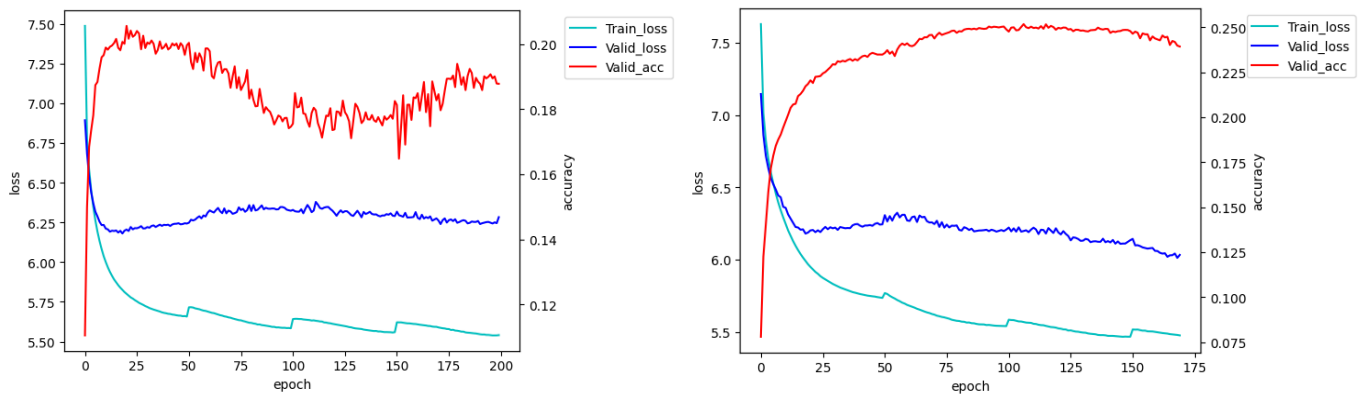 7.50
7.25
7.00
6.75
6.50
6.25
6.00
5.75
5.50
loss
0 25 50 75 100 125 150 175 200
epoch
0.20
0.18
0.16
0.14
0.12
accuracy
Train_loss
Valid_loss
Valid_acc
7.5
7.0
6.5
6.0
5.5
loss
0 25 50 75 100 125 150 175
epoch
0.250
0.225
0.200
0.175
0.150
0.125
0.100
0.075
accuracy
Train_loss
Valid_loss
Valid_acc